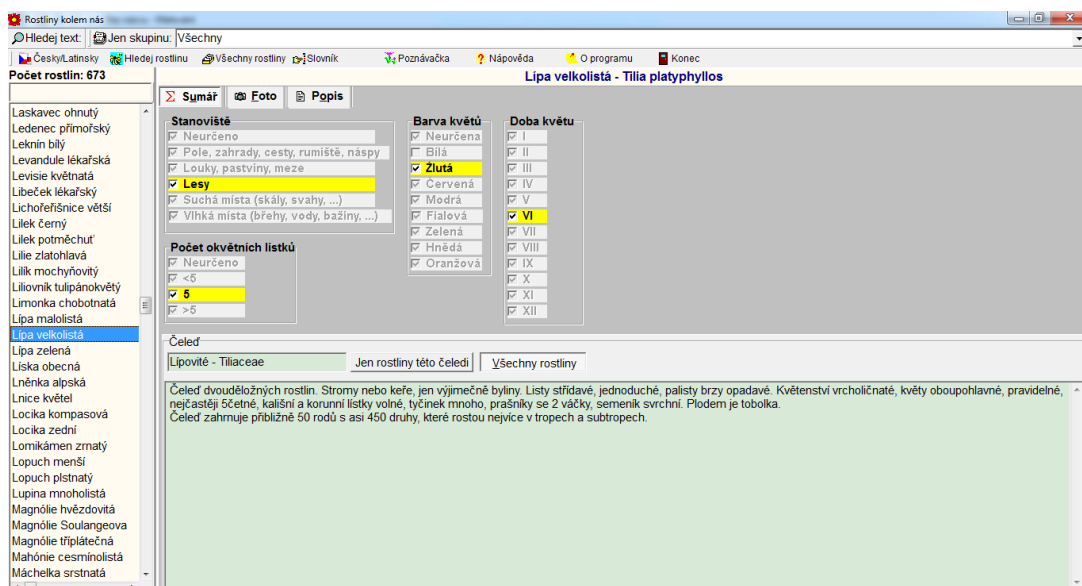 Rostliny kolem nás
Hledej text: Jen skupinu: Všechny
Česky/Latinsky Hledej rostlinu Všechny rostliny Slovník Poznávačka Nápověda O programu Konec
Počet rostlin: 673
Lípa velkolistá - Tilia platyphyllos
Sumář Foto Popis
Laskavec ohnutý
Ledenec přímořský
Leknín bílý
Levandule lékařská
Levisie květnatá
Libeček lékařský
Lichořeřišnice větší
Lilek černý
Lilek potměchuť
Lilie zlatohlavá
Lilík mochyňovitý
Liliovník tulipánokvětý
Limonka chobotnatá
Lípa malolistá
Lípa velkolistá
Lípa zelená
Líska obecná
Lněnka alpská
Lnice květel
Locika kompasová
Locika zední
Lomikámen zrnatý
Lopuch menší
Lopuch plstnatý
Lupina mnoholistá
Magnólie hvězdovitá
Magnólie Soulangeova
Magnólie tříplátečná
Mahónie cesmínolistá
Máchelka srstnatá
Stanoviště
Neurčeno
Pole, zahrady, cesty, rumiště, náspy
Louky, pastviny, meze
Lesy
Suchá místa (skály, svahy, ...)
Vlhká místa (břehy, vody, bažiny, ...)
Počet okvětních lístků
Neurčeno
<5
5
>5
Barva květů
Neurčena
Bílá
Žlutá
Červená
Modrá
Fialová
Zelená
Hnědá
Oranžová
Doba květu
I
II
III
IV
V
VI
VII
VIII
IX
X
XI
XII
Čeleď
Lípovité - Tiliaceae Jen rostliny této čeledi Všechny rostliny
Čeleď dvouděložných rostlin. Stromy nebo keře, jen výjimečně byliny. Listy střídavé, jednoduché, palisty brzy opadavé. Květenství vrcholičnaté, květy oboupohlavné, pravidelné,
nejčastěji 5četné, kališní a korunní lístky volné, tyčinek mnoho, prašníky se 2 váčky, semeník svrchní. Plodem je tobolka.
Čeleď zahrnuje přibližně 50 rodů s asi 450 druhy, které rostou nejvíce v tropech a subtropech.